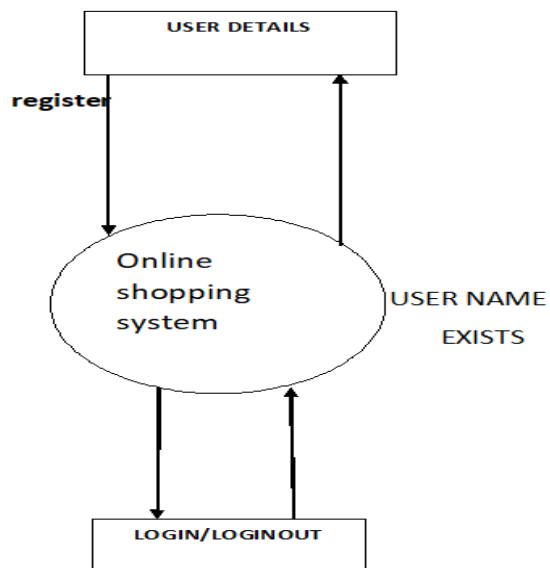 USER DETAILS
register
Online
shopping
system
USER NAME
EXISTS
LOGIN/LOGINOUT